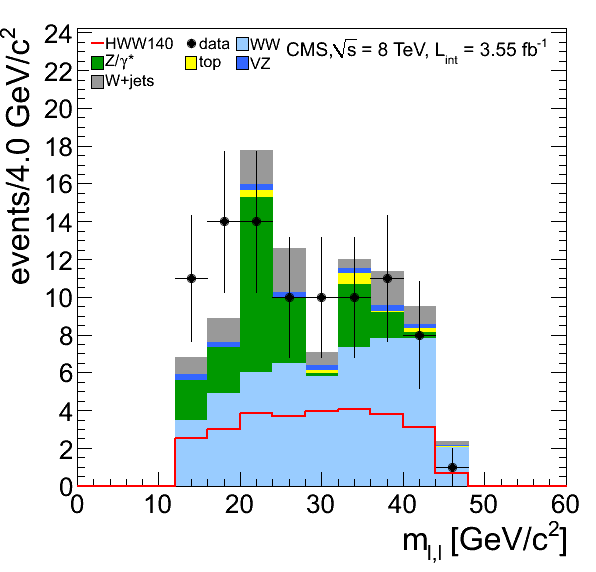 HWW140 data WW
Z/γ* top VZ
W+jets
CMS,√s = 8 TeV, L_int = 3.55 fb⁻¹
events/4.0 GeV/c²
24
22
20
18
16
14
12
10
8
6
4
2
0
0 10 20 30 40 50 60
m_l,l [GeV/c²]